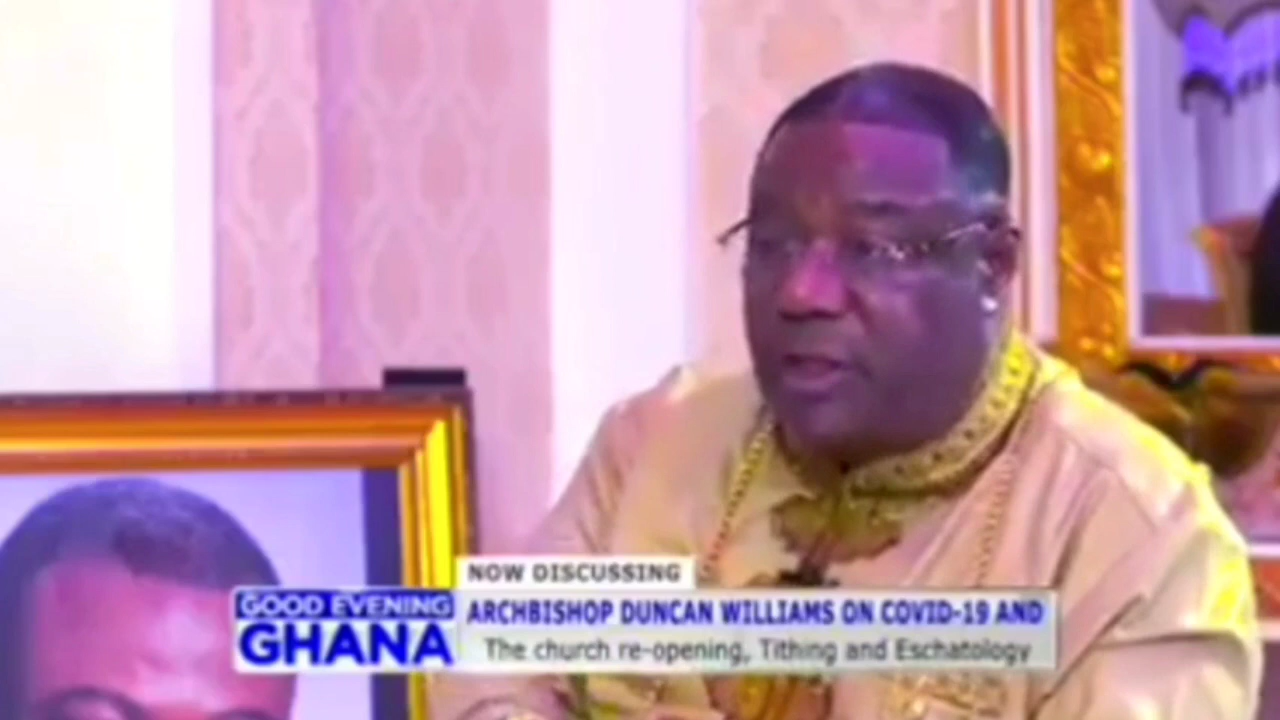 NOW DISCUSSING
GOOD EVENING
GHANA
ARCHBISHOP DUNCAN WILLIAMS ON COVID-19 AND
The church re-opening, Tithing and Eschatology